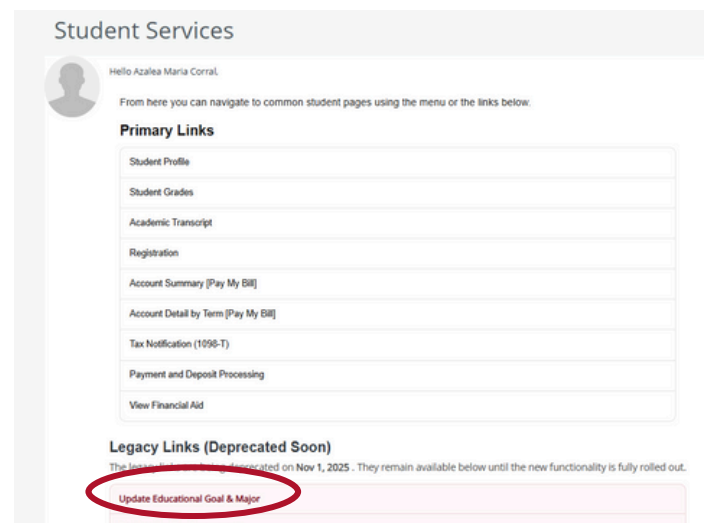 Student Services
Hello Azalea Maria Corral,
From here you can navigate to common student pages using the menu or the links below.
Primary Links
Student Profile
Student Grades
Academic Transcript
Registration
Account Summary [Pay My Bill]
Account Detail by Term [Pay My Bill]
Tax Notification (1098-T)
Payment and Deposit Processing
View Financial Aid
Legacy Links (Deprecated Soon)
The legacy links are being deprecated on Nov 1, 2025 . They remain available below until the new functionality is fully rolled out.
Update Educational Goal & Major